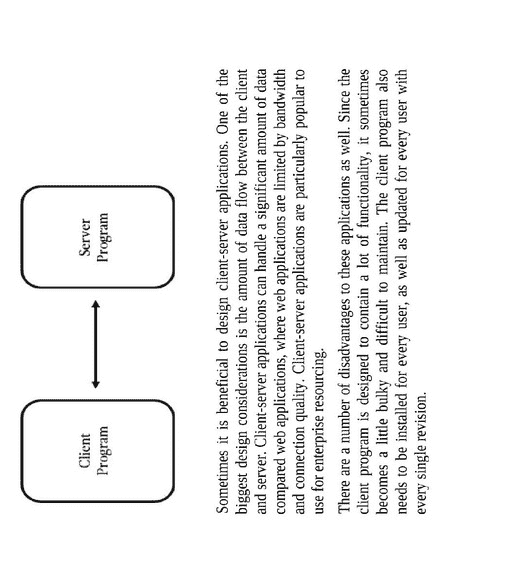 Client
Program
Server
Program
Sometimes it is beneficial to design client-server applications. One of the
biggest design considerations is the amount of data flow between the client
and server. Client-server applications can handle a significant amount of data
compared web applications, where web applications are limited by bandwidth
and connection quality. Client-server applications are particularly popular to
use for enterprise resourcing.
There are a number of disadvantages to these applications as well. Since the
client program is designed to contain a lot of functionality, it sometimes
becomes a little bulky and difficult to maintain. The client program also
needs to be installed for every user, as well as updated for every user with
every single revision.